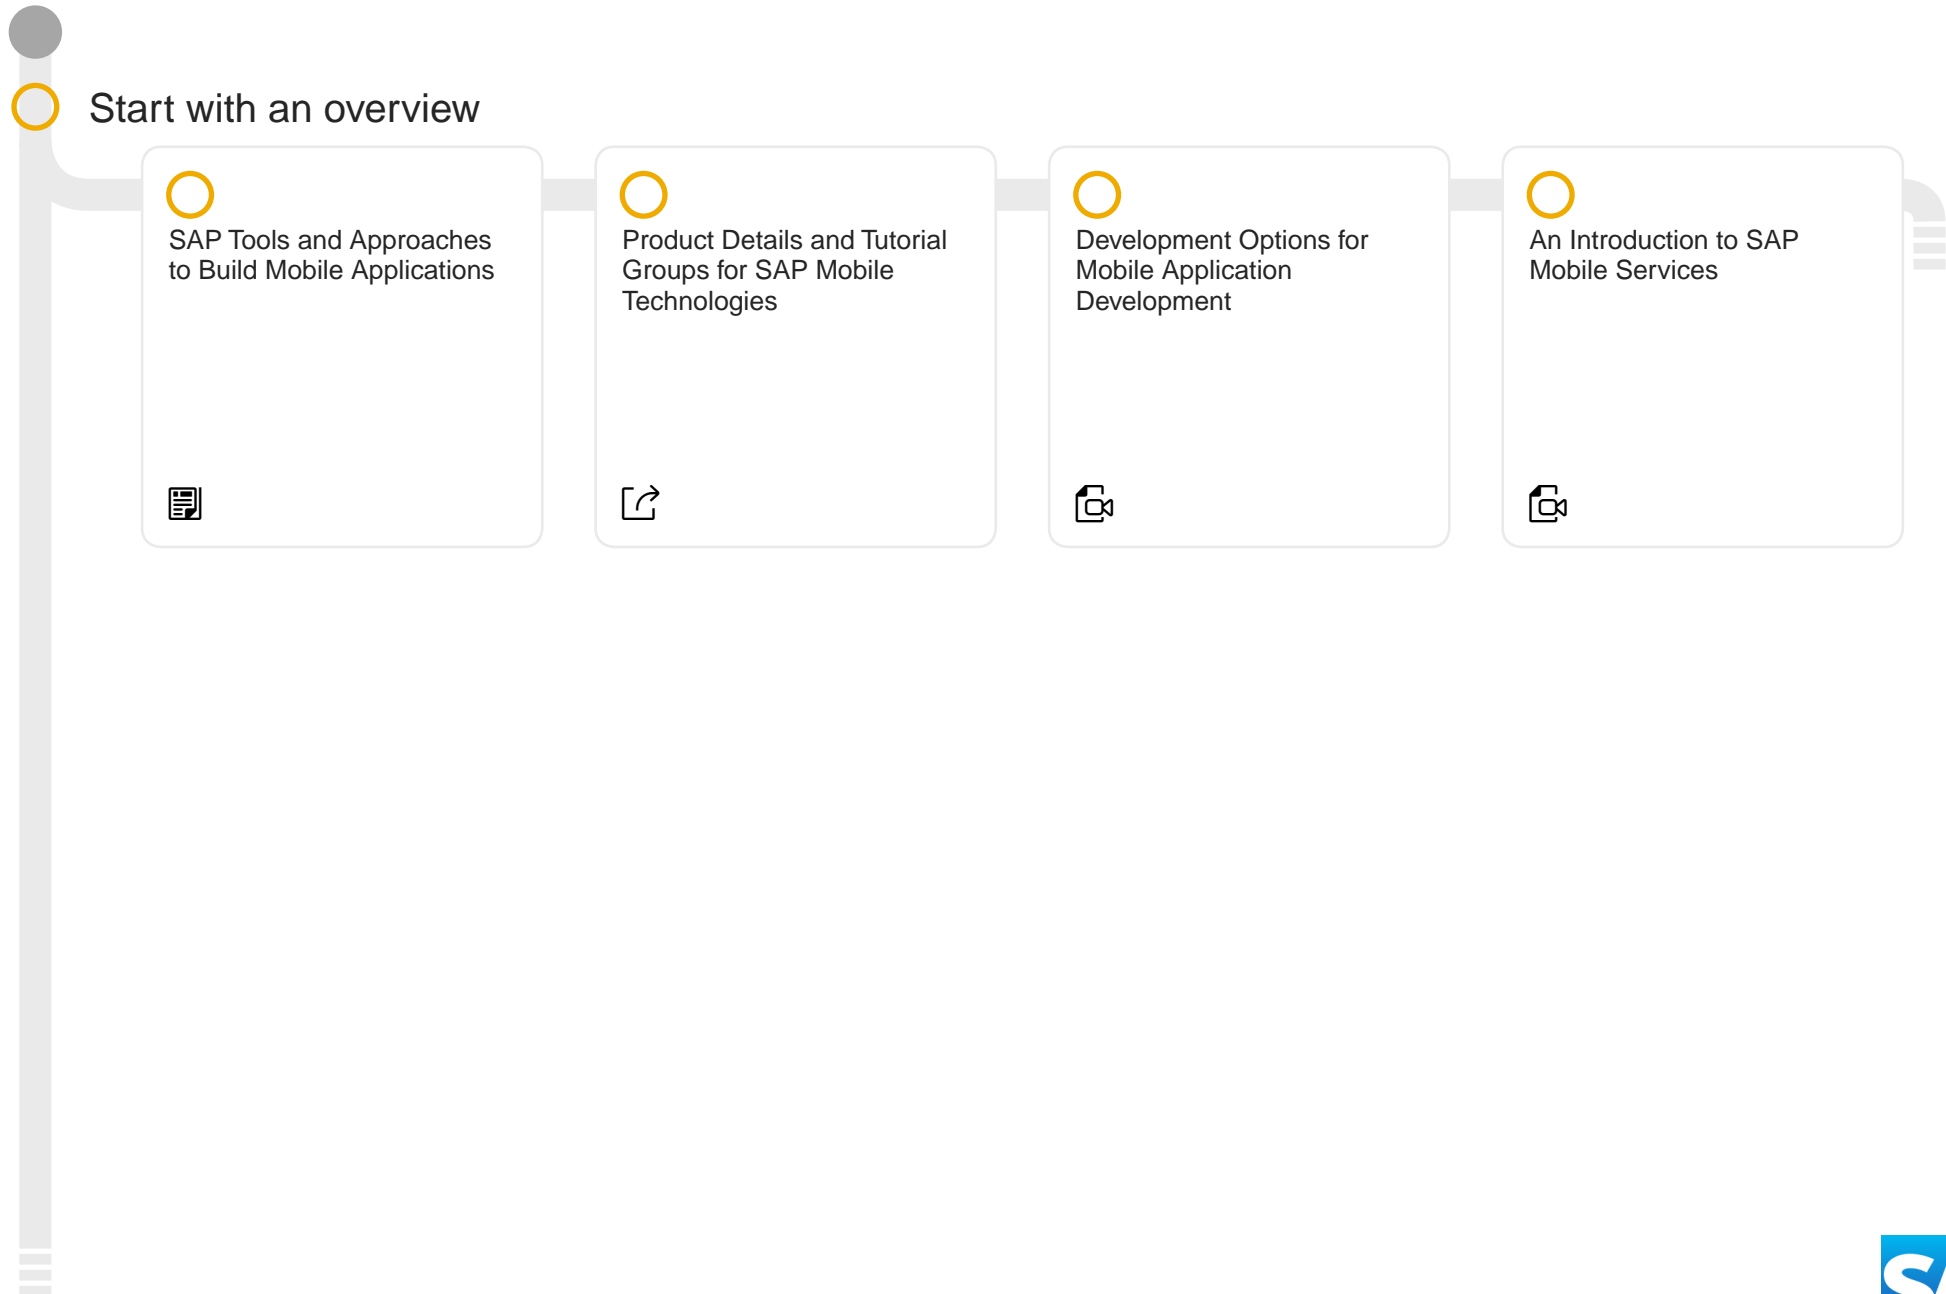 Start with an overview
SAP Tools and Approaches
to Build Mobile Applications
Product Details and Tutorial
Groups for SAP Mobile
Technologies
Development Options for
Mobile Application
Development
An Introduction to SAP
Mobile Services